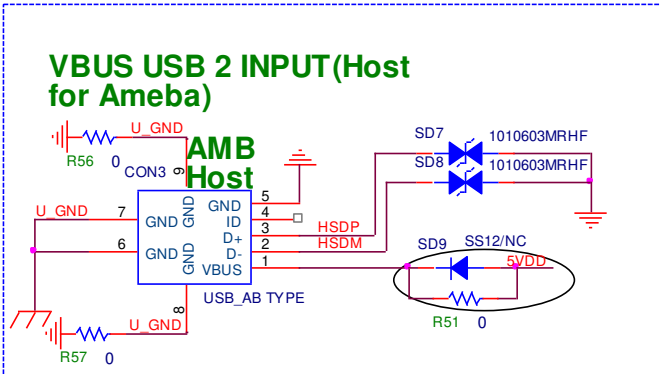 VBUS USB 2 INPUT(Host
for Ameba)
U_GND
R56
0
CON3
9
AMB
Host
SD7
1010603MRHF
SD8
1010603MRHF
U_GND
7
GND
GND
GND
5
ID
4
D+
3
HSDP
6
GND
GND
D-
2
HSDM
VBUS
1
SD9
SS12/NC
5VDD
USB_AB TYPE
8
U_GND
R57
0
R51
0